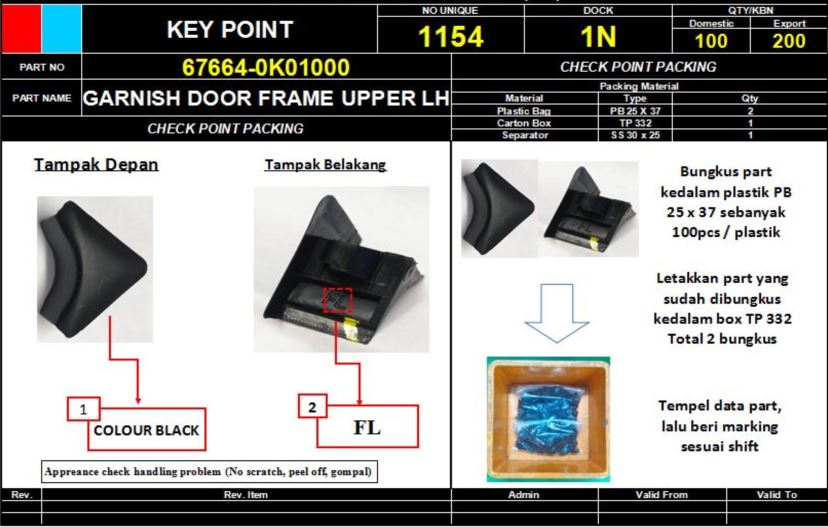 KEY POINT
NO UNIQUE
DOCK
QTY/KBN
1154
1N
Domestic
Export
100
200
PART NO
67664-0K01000
CHECK POINT PACKING
PART NAME
GARNISH DOOR FRAME UPPER LH
Packing Material
Material
Type
Qty
Plastic Bag
PB 25 X 37
2
Carton Box
TP 332
1
Separator
SS 30 x 25
1
CHECK POINT PACKING
Tampak Depan
Tampak Belakang
FL
1
COLOUR BLACK
2
FL
Appreance check handling problem (No scratch, peel off, gompal)
Bungkus part
kedalam plastik PB
25 x 37 sebanyak
100pcs / plastik
Letakkan part yang
sudah dibungkus
kedalam box TP 332
Total 2 bungkus
Tempel data part,
lalu beri marking
sesuai shift
Rev.
Rev. Item
Admin
Valid From
Valid To